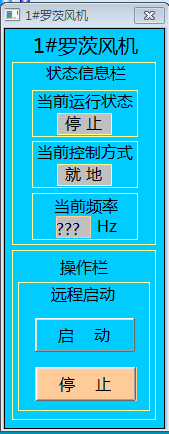 1#罗茨风机
1#罗茨风机
状态信息栏
当前运行状态
停 止
当前控制方式
就 地
当前频率
??? Hz
操作栏
远程启动
启 动
停 止